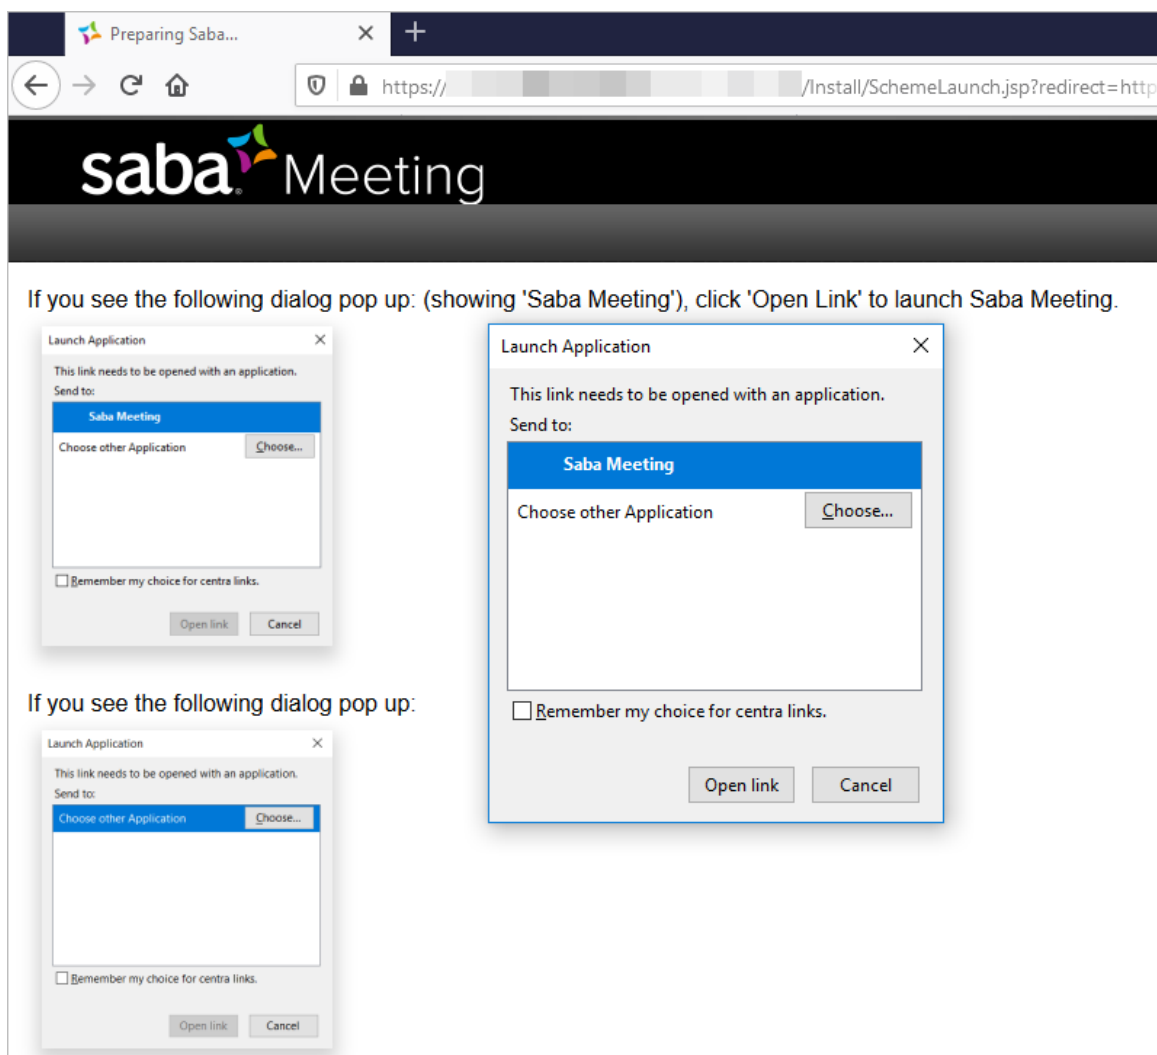 Preparing Saba...
https:// /Install/SchemeLaunch.jsp?redirect=http
saba® Meeting
If you see the following dialog pop up: (showing 'Saba Meeting'), click 'Open Link' to launch Saba Meeting.
Launch Application
This link needs to be opened with an application.
Send to:
Saba Meeting
Choose other Application
Choose...
Remember my choice for centra links.
Open link
Cancel
Launch Application
This link needs to be opened with an application.
Send to:
Saba Meeting
Choose other Application
Choose...
Remember my choice for centra links.
Open link
Cancel
If you see the following dialog pop up:
Launch Application
This link needs to be opened with an application.
Send to:
Choose other Application
Choose...
Remember my choice for centra links.
Open link
Cancel